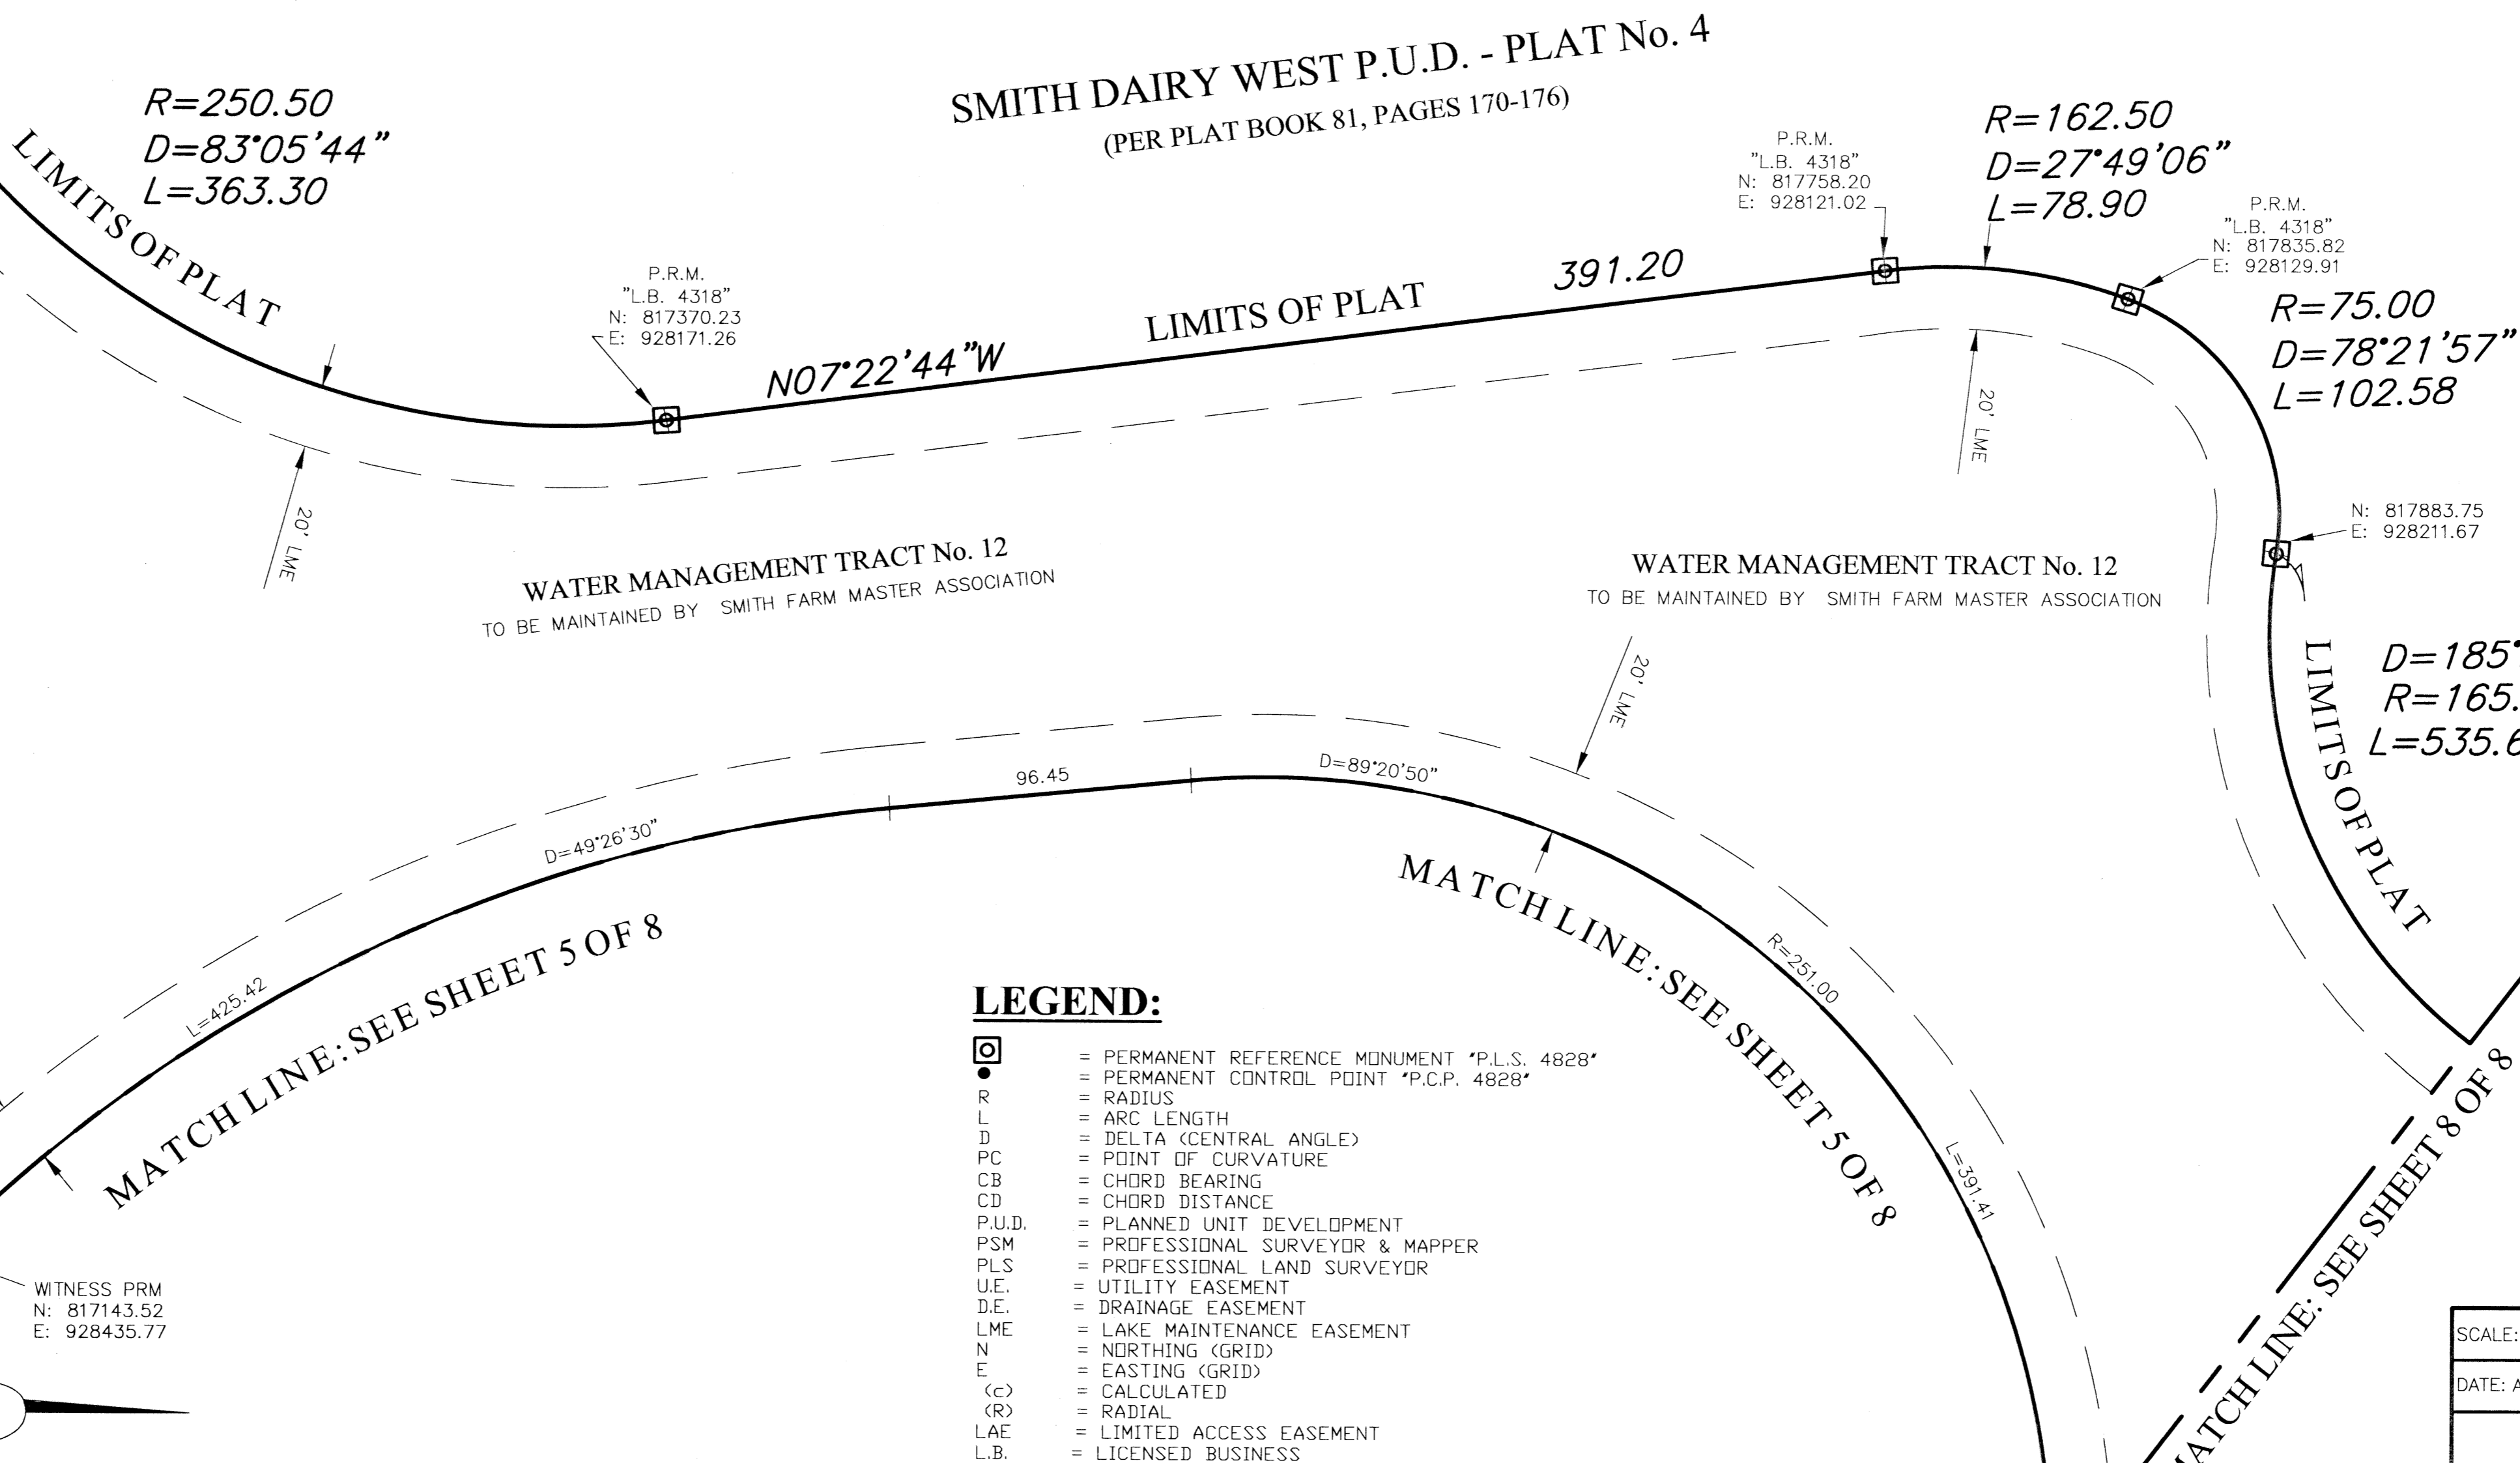 SMITH DAIRY WEST P.U.D. - PLAT No. 4
(PER PLAT BOOK 81, PAGES 170-176)
R=250.50
D=83°05'44"
L=363.30
LIMITS OF PLAT
P.R.M.
"L.B. 4318"
N: 817370.23
E: 928171.26
N07°22'44"W
LIMITS OF PLAT
391.20
P.R.M.
"L.B. 4318"
N: 817758.20
E: 928121.02
R=162.50
D=27°49'06"
L=78.90
P.R.M.
"L.B. 4318"
N: 817835.82
E: 928129.91
R=75.00
D=78°21'57"
L=102.58
20' LME
20' LME
N: 817883.75
E: 928211.67
WATER MANAGEMENT TRACT No. 12
TO BE MAINTAINED BY SMITH FARM MASTER ASSOCIATION
WATER MANAGEMENT TRACT No. 12
TO BE MAINTAINED BY SMITH FARM MASTER ASSOCIATION
20' LME
D=185°
R=165.
L=535.6
LIMITS OF PLAT
96.45
D=89°20'50"
D=49°26'30"
L=425.42
R=251.00
L=391.41
MATCH LINE: SEE SHEET 5 OF 8
MATCH LINE: SEE SHEET 5 OF 8
MATCH LINE: SEE SHEET 8 OF 8
LEGEND:
= PERMANENT REFERENCE MONUMENT "P.L.S. 4828"
= PERMANENT CONTROL POINT "P.C.P. 4828"
R = RADIUS
L = ARC LENGTH
D = DELTA (CENTRAL ANGLE)
PC = POINT OF CURVATURE
CB = CHORD BEARING
CD = CHORD DISTANCE
P.U.D. = PLANNED UNIT DEVELOPMENT
PSM = PROFESSIONAL SURVEYOR & MAPPER
PLS = PROFESSIONAL LAND SURVEYOR
U.E. = UTILITY EASEMENT
D.E. = DRAINAGE EASEMENT
LME = LAKE MAINTENANCE EASEMENT
N = NORTHING (GRID)
E = EASTING (GRID)
(c) = CALCULATED
(R) = RADIAL
LAE = LIMITED ACCESS EASEMENT
L.B. = LICENSED BUSINESS
WITNESS PRM
N: 817143.52
E: 928435.77
SCALE:
DATE: A